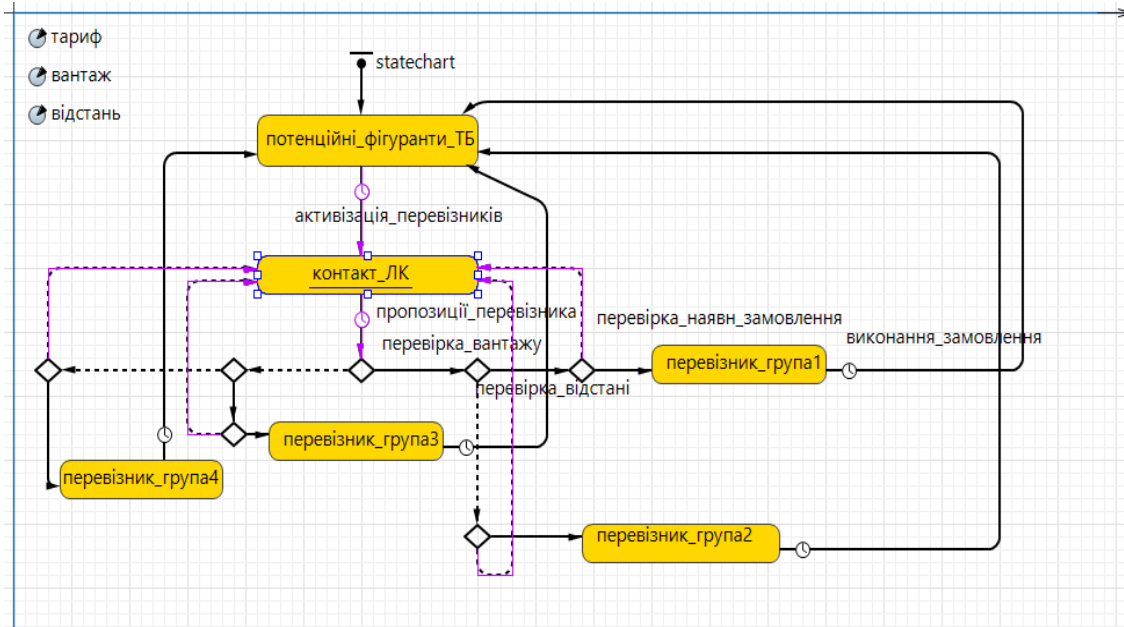 тариф
statechart
вантаж
відстань
потенційні_фігуранти_ТБ
активізація_перевізників
контакт_ЛК
пропозиції_перевізника
перевірка_наявн_замовлення
виконання_замовлення
перевірка_вантажу
перевізник_група1
перевірка_відстані
перевізник_група3
перевізник_група4
перевізник_група2